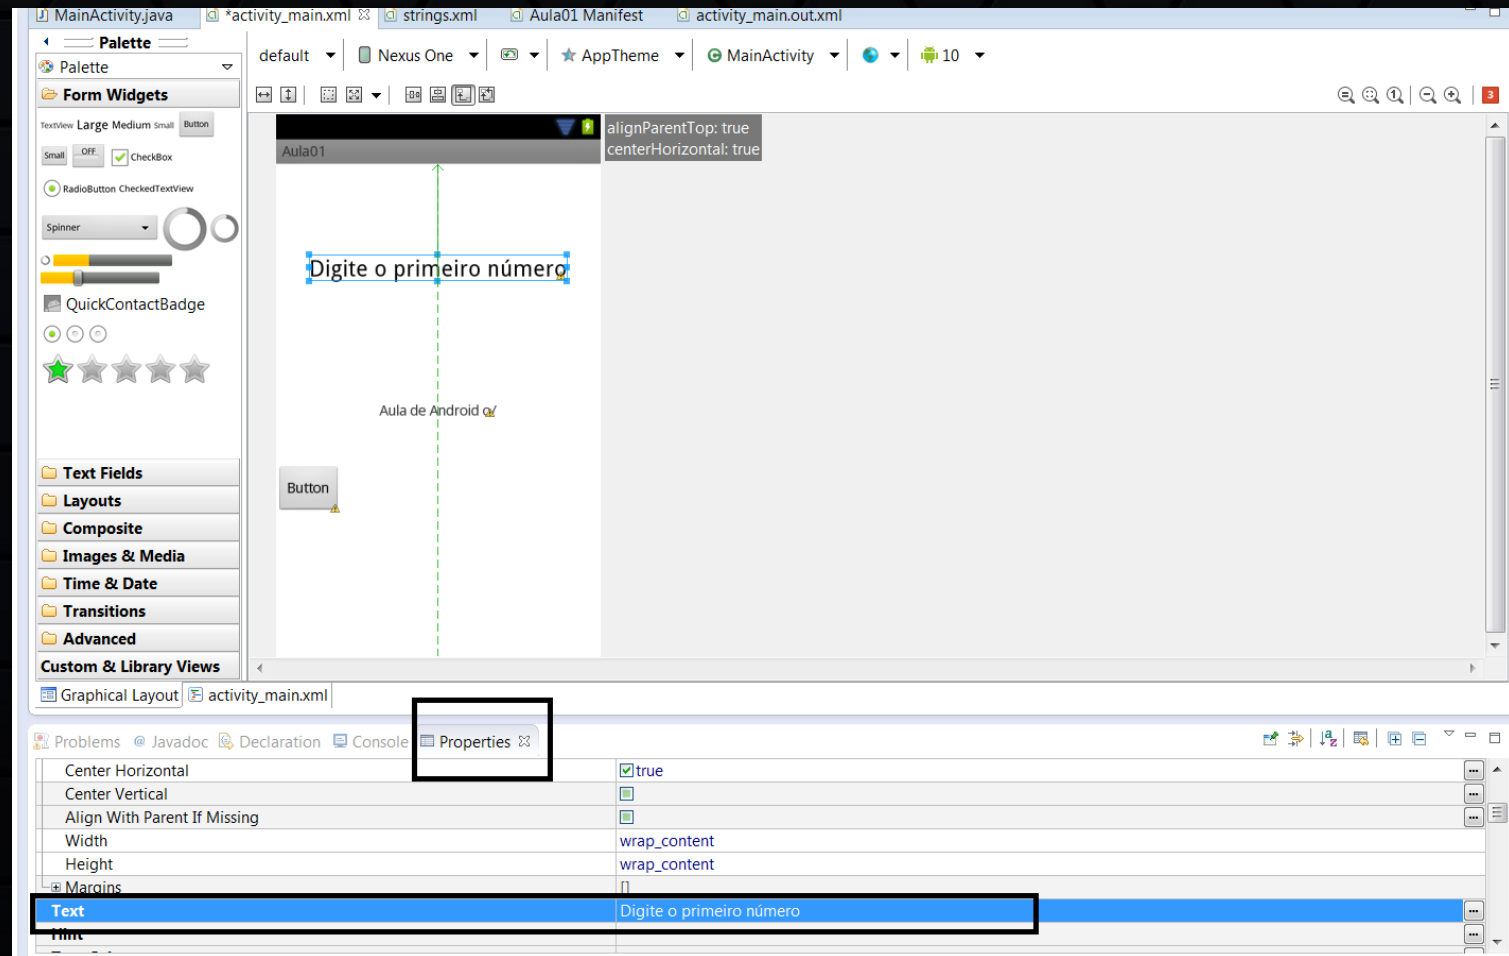 MainActivity.java
*activity_main.xml
strings.xml
Aula01 Manifest
activity_main.out.xml
Palette
Palette
Form Widgets
TextView Large Medium Small Button
Small OFF CheckBox
RadioButton CheckedTextView
Spinner
QuickContactBadge
Text Fields
Layouts
Composite
Images & Media
Time & Date
Transitions
Advanced
Custom & Library Views
default Nexus One AppTheme MainActivity 10
3
Aula01
alignParentTop: true
centerHorizontal: true
Digite o primeiro número
Aula de Android o/
Button
Graphical Layout activity_main.xml
Problems @ Javadoc Declaration Console Properties
Center Horizontal true
Center Vertical
Align With Parent If Missing
Width wrap_content
Height wrap_content
Margins []
Text Digite o primeiro número
Hint